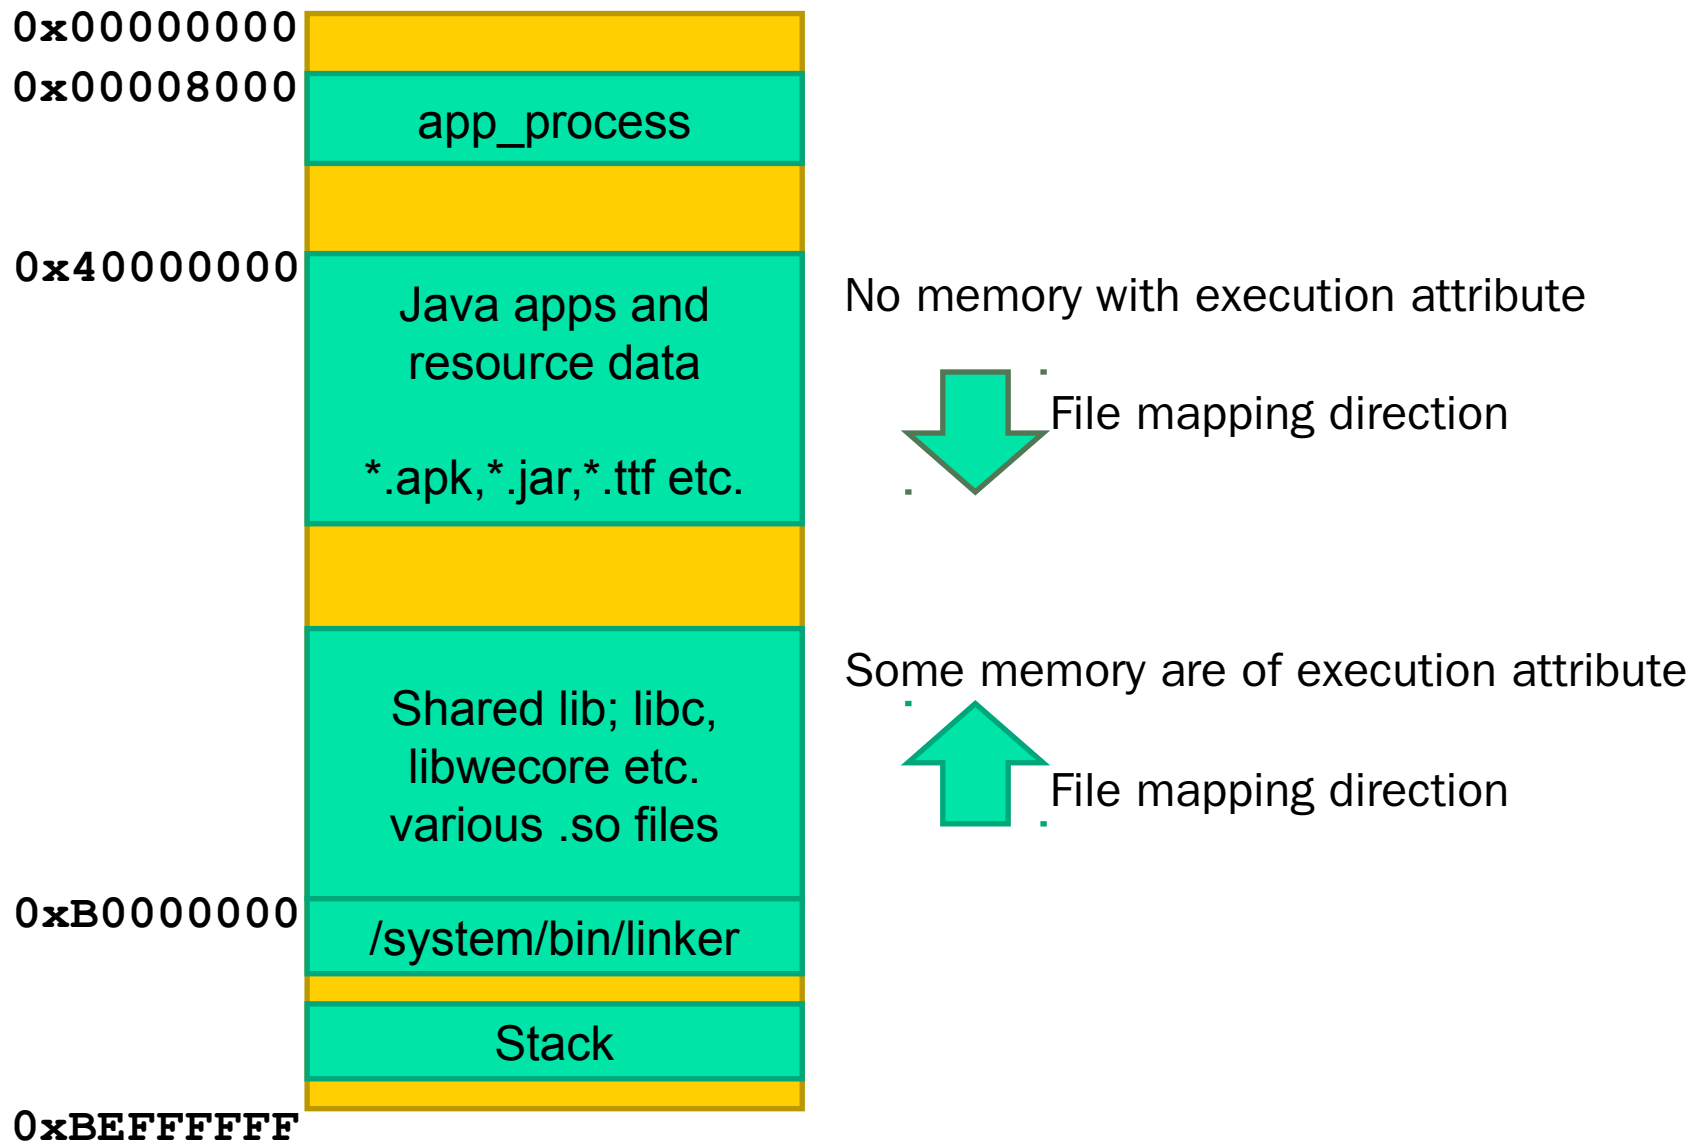 0x00000000
0x00008000
app_process
0x40000000
Java apps and
resource data
*.apk,*.jar,*.ttf etc.
No memory with execution attribute
File mapping direction
Some memory are of execution attribute
File mapping direction
Shared lib; libc,
libwecore etc.
various .so files
0xB0000000
/system/bin/linker
Stack
0xBEFFFFFF